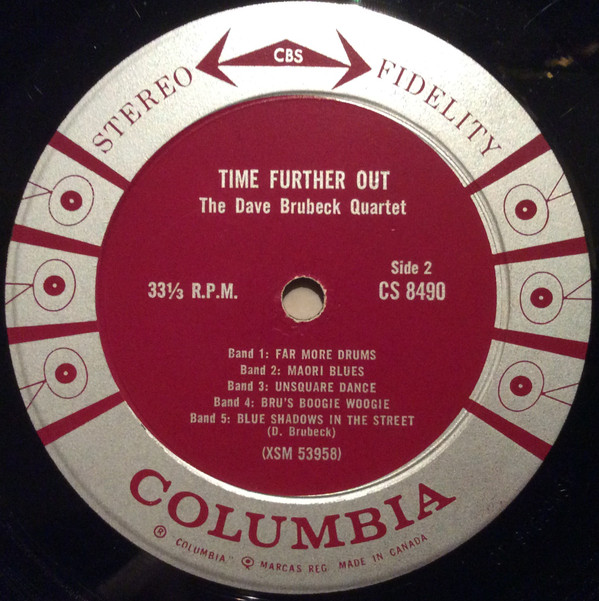 STEREO CBS FIDELITY
TIME FURTHER OUT
The Dave Brubeck Quartet
Side 2
33⅓ R.P.M. CS 8490
Band 1: FAR MORE DRUMS
Band 2: MAORI BLUES
Band 3: UNSQUARE DANCE
Band 4: BRU'S BOOGIE WOOGIE
Band 5: BLUE SHADOWS IN THE STREET
(D. Brubeck)
(XSM 53958)
COLUMBIA
® COLUMBIA" MARCAS REG. MADE IN CANADA